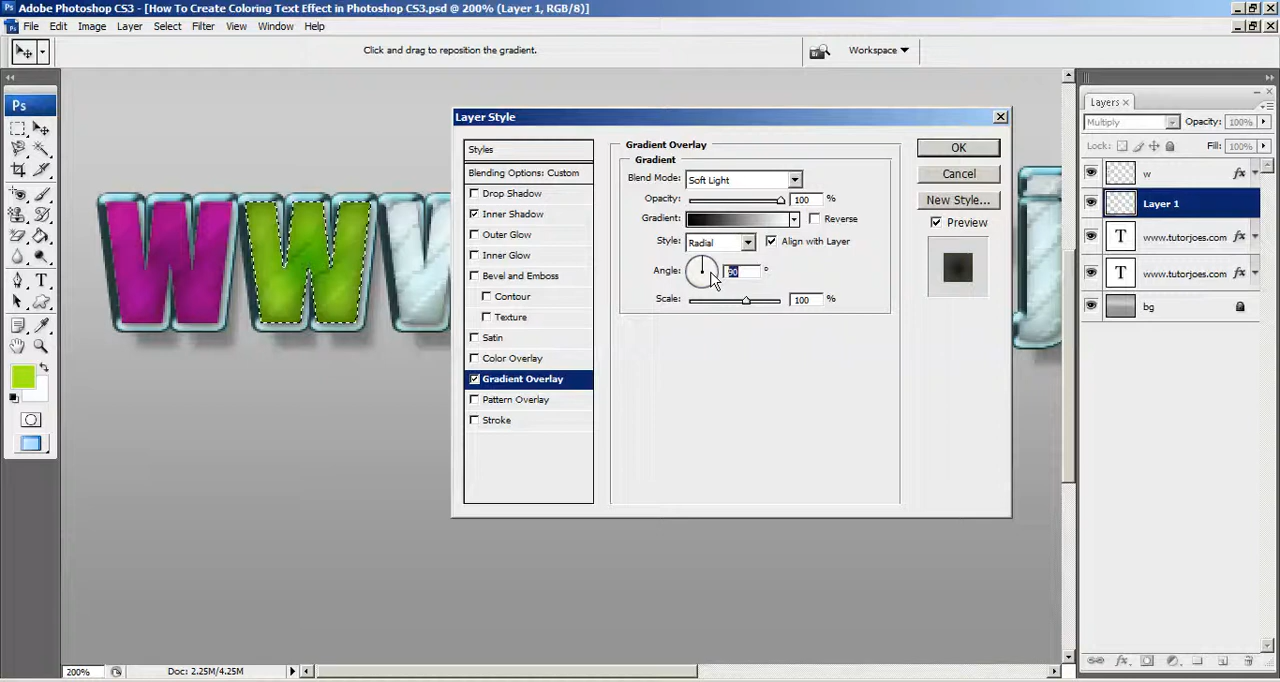 Adobe Photoshop CS3 - [How To Create Coloring Text Effect in Photoshop CS3.psd @ 200% (Layer 1, RGB/8)]
File Edit Image Layer Select Filter View Window Help
Click and drag to reposition the gradient.
Workspace
Ps
WWW
Layer Style
Styles
Blending Options: Custom
Drop Shadow
Inner Shadow
Outer Glow
Inner Glow
Bevel and Emboss
Contour
Texture
Satin
Color Overlay
Gradient Overlay
Pattern Overlay
Stroke
Gradient Overlay
Gradient
Blend Mode: Soft Light
Opacity: 100 %
Gradient: Reverse
Style: Radial Align with Layer
Angle: 90 °
Scale: 100 %
OK
Cancel
New Style...
Preview
Layers
Multiply Opacity: 100%
Lock: Fill: 100%
w fx
Layer 1
T www.tutorjoes.com
T www.tutorjoes.com fx
bg
200% Doc: 2.25M/4.25M